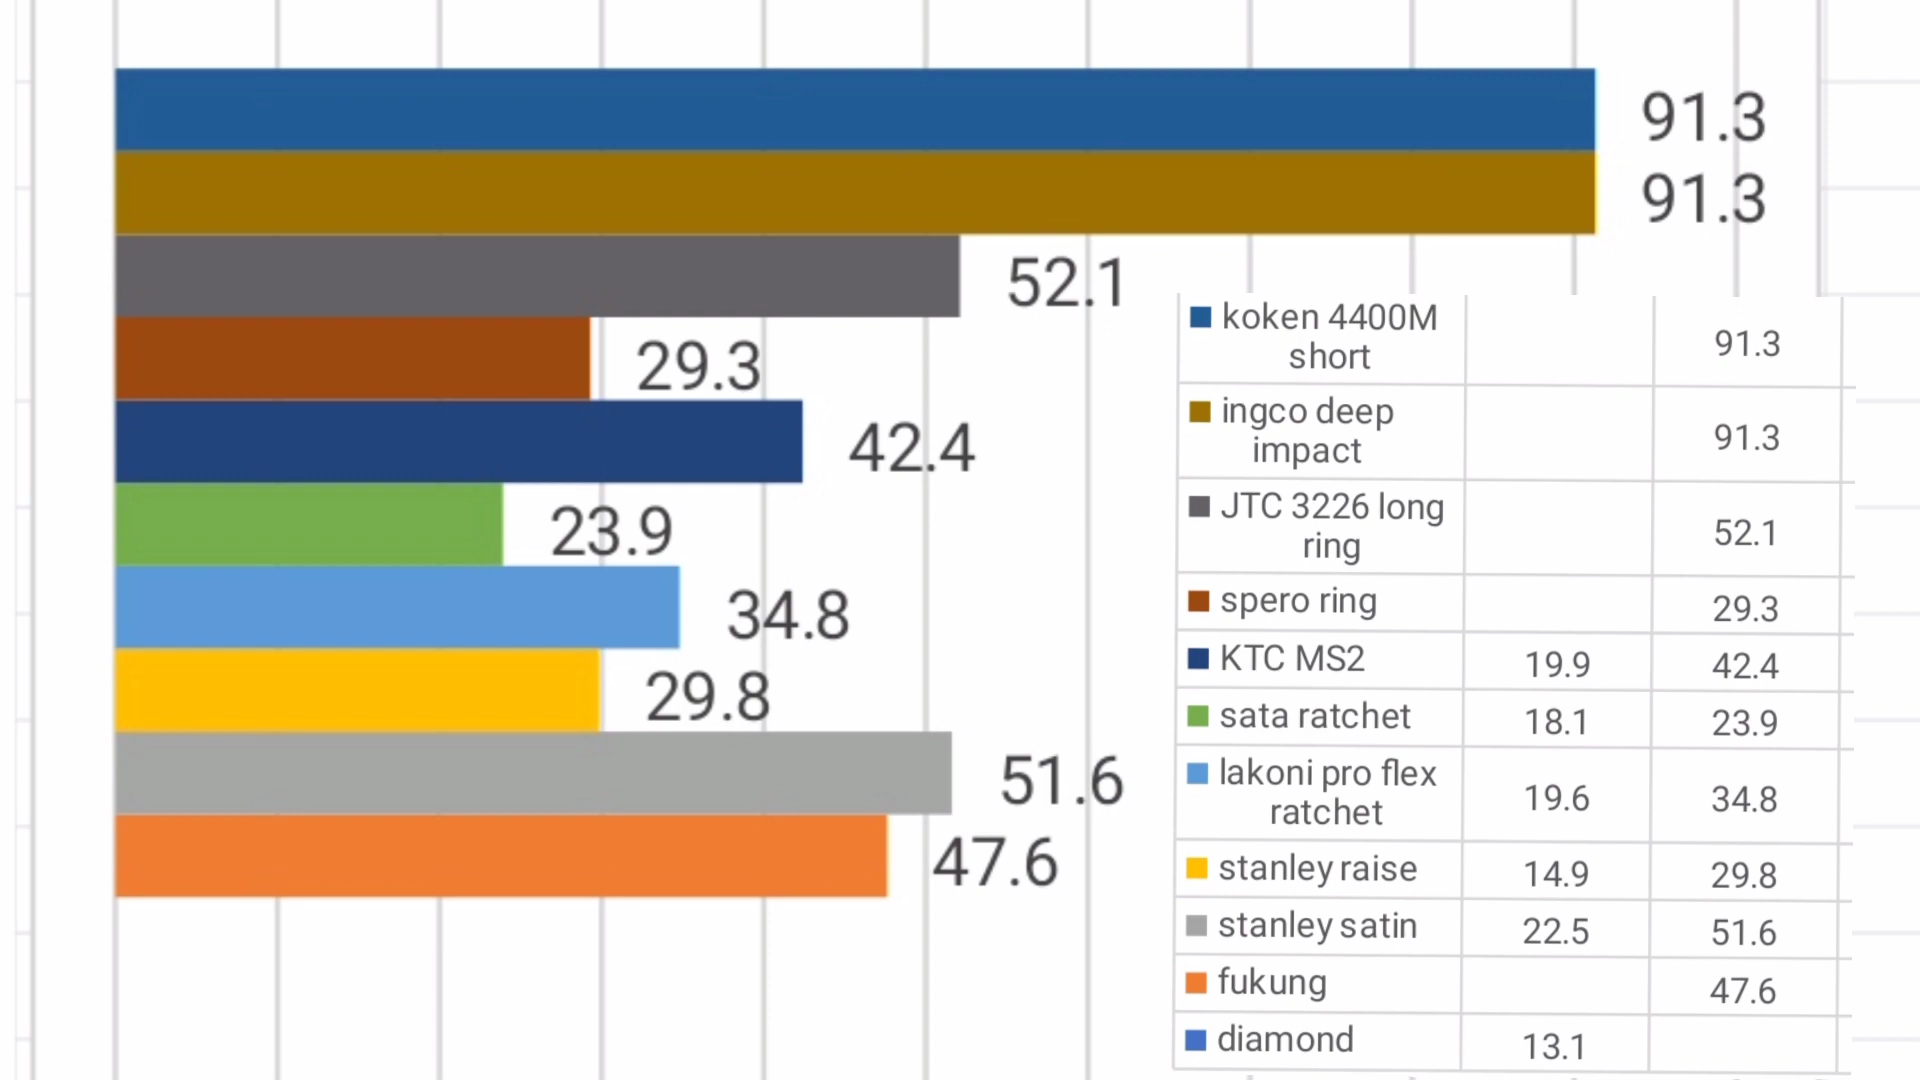 91.3
91.3
52.1
29.3
42.4
23.9
34.8
29.8
51.6
47.6
koken 4400M
short 91.3
ingco deep
impact 91.3
JTC 3226 long
ring 52.1
spero ring 29.3
KTC MS2 19.9 42.4
sata ratchet 18.1 23.9
lakoni pro flex
ratchet 19.6 34.8
stanley raise 14.9 29.8
stanley satin 22.5 51.6
fukung 47.6
diamond 13.1